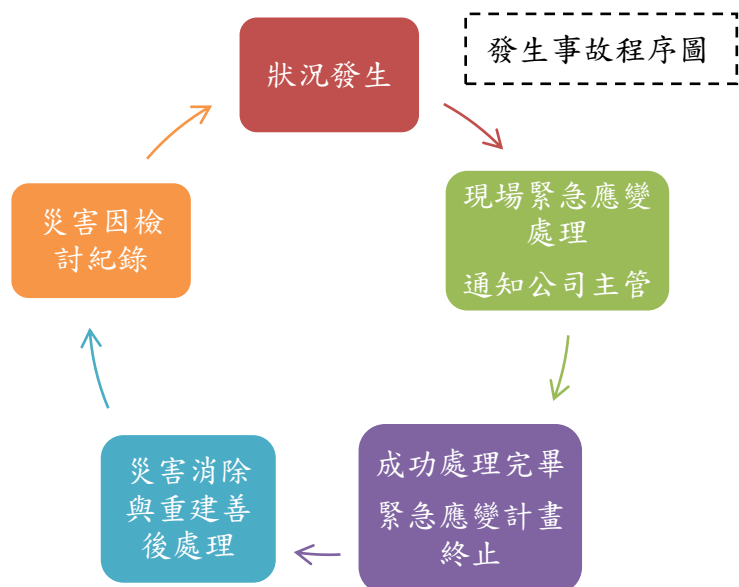 發生事故程序圖
狀況發生
現場緊急應變
處理
通知公司主管
成功處理完畢
緊急應變計畫
終止
災害消除
與重建善
後處理
災害因檢
討紀錄